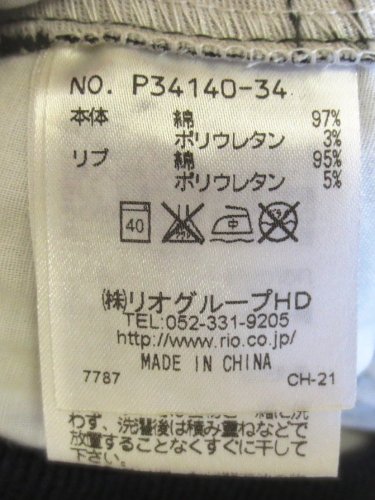 NO. P34140-34
本体 綿 97%
ポリウレタン 3%
リブ 綿 95%
ポリウレタン 5%
40
㈱リオグループHD
TEL:052-331-9205
http://www.rio.co.jp/
MADE IN CHINA
7787 CH-21
わず、洗濯後は積み重ねなどで
放置することなくすぐに干して
下さい。